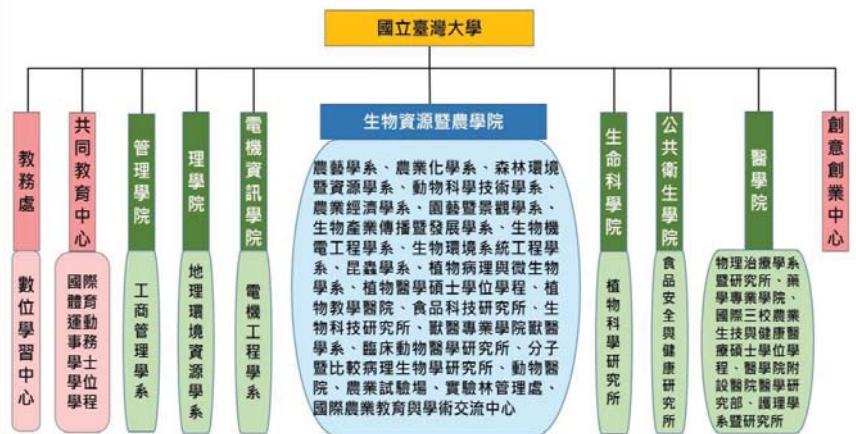 國立臺灣大學
教務處
數位學習中心
共同教育中心
國際
體育
運動
事務
學士
學位
學程
管理學院
工商管理學系
理學院
地理環境資源學系
電機資訊學院
電機工程學系
生物資源暨農學院
農藝學系、農業化學系、森林環境
暨資源學系、動物科學技術學系、
農業經濟學系、園藝暨景觀學系、
生物產業傳播暨發展學系、生物機
電工程學系、生物環境系統工程學
系、昆蟲學系、植物病理與微生物
學系、植物醫學碩士學位學程、植
物教學醫院、食品科技研究所、生
物科技研究所、獸醫專業學院獸醫
學系、臨床動物醫學研究所、分子
暨比較病理生物學研究所、動物醫
院、農業試驗場、實驗林管理處、
國際農業教育與學術交流中心
生命科學院
植物科學研究所
公共衛生學院
食品安全與健康研究所
醫學院
物理治療學系
暨研究所、藥
學專業學院、
國際三校農業
生技與健康醫
療碩士學位學
程、醫學院附
設醫院醫學研
究部、護理學
系暨研究所
創意創業中心